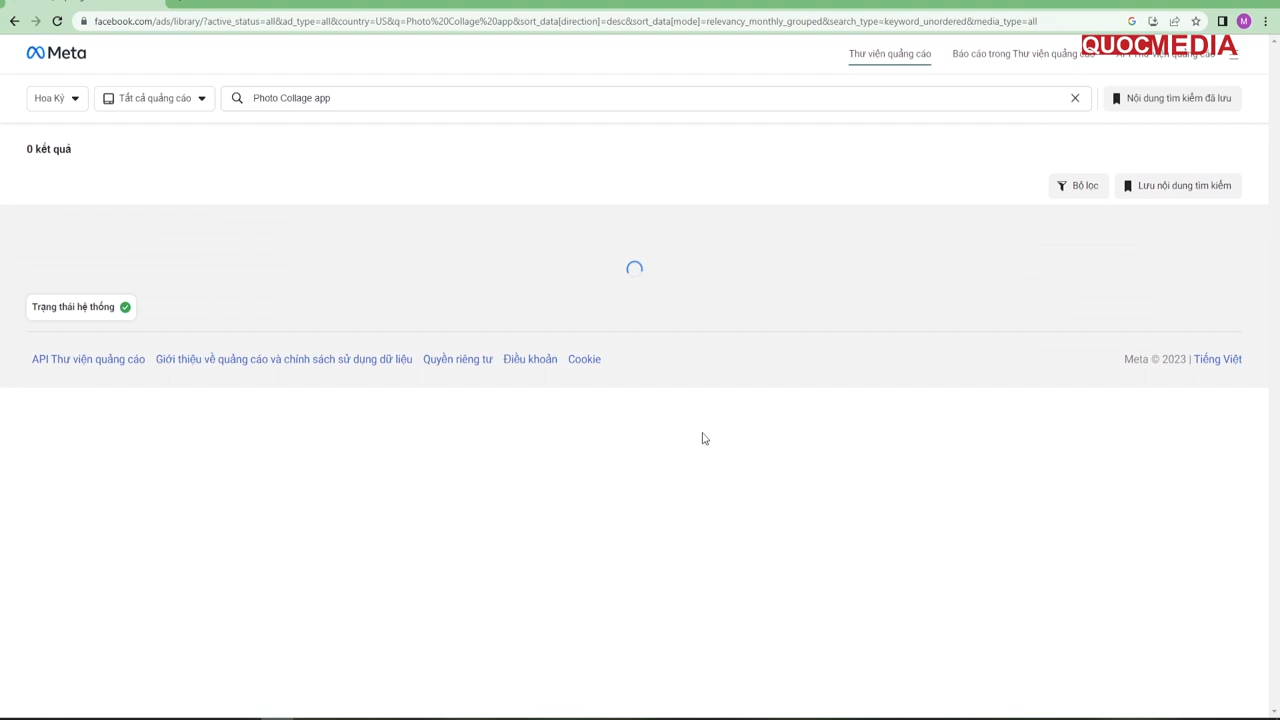 facebook.com/ads/library/?active_status=all&ad_type=all&country=US&q=Photo%20Collage%20app&sort_data[direction]=desc&sort_data[mode]=relevancy_monthly_grouped&search_type=keyword_unordered&media_type=all
M
QUOCMEDIA
Meta
Thư viện quảng cáo
Báo cáo trong Thư viện quảng cáo
Hoa Kỳ
Tất cả quảng cáo
Photo Collage app
Nội dung tìm kiếm đã lưu
0 kết quả
Bộ lọc
Lưu nội dung tìm kiếm
Trạng thái hệ thống
API Thư viện quảng cáo Giới thiệu về quảng cáo và chính sách sử dụng dữ liệu Quyền riêng tư Điều khoản Cookie
Meta © 2023 | Tiếng Việt